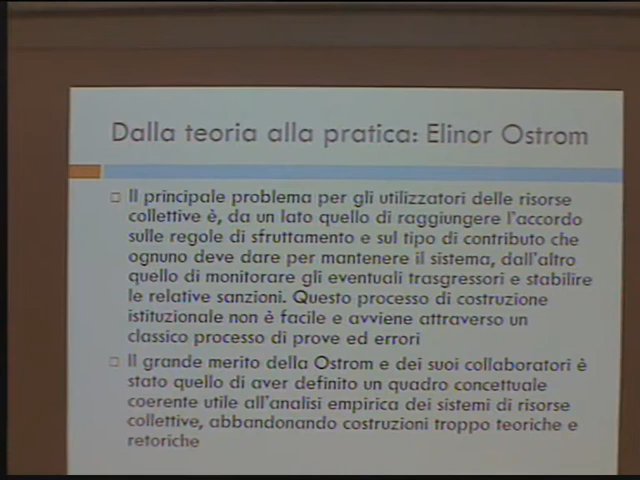 Dalla teoria alla pratica: Elinor Ostrom
Il principale problema per gli utilizzatori delle risorse
collettive è, da un lato quello di raggiungere l'accordo
sulle regole di sfruttamento e sul tipo di contributo che
ognuno deve dare per mantenere il sistema, dall'altro
quello di monitorare gli eventuali trasgressori e stabilire
le relative sanzioni. Questo processo di costruzione
istituzionale non è facile e avviene attraverso un
classico processo di prove ed errori
Il grande merito della Ostrom e dei suoi collaboratori è
stato quello di aver definito un quadro concettuale
coerente utile all'analisi empirica dei sistemi di risorse
collettive, abbandonando costruzioni troppo teoriche e
retoriche